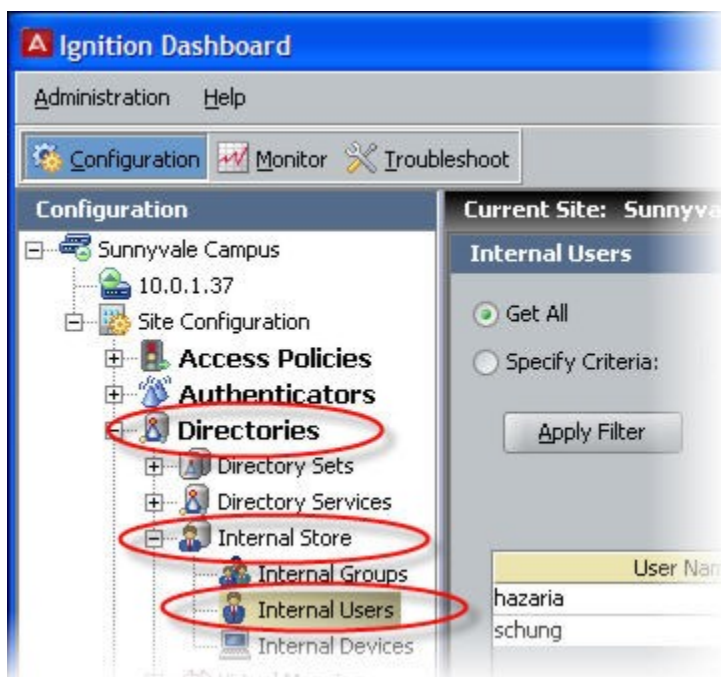 Ignition Dashboard
Administration Help
Configuration Monitor Troubleshoot
Configuration
Sunnyvale Campus
10.0.1.37
Site Configuration
Access Policies
Authenticators
Directories
Directory Sets
Directory Services
Internal Store
Internal Groups
Internal Users
Internal Devices
Current Site: Sunnyva
Internal Users
Get All
Specify Criteria:
Apply Filter
User Nam
hazaria
schung